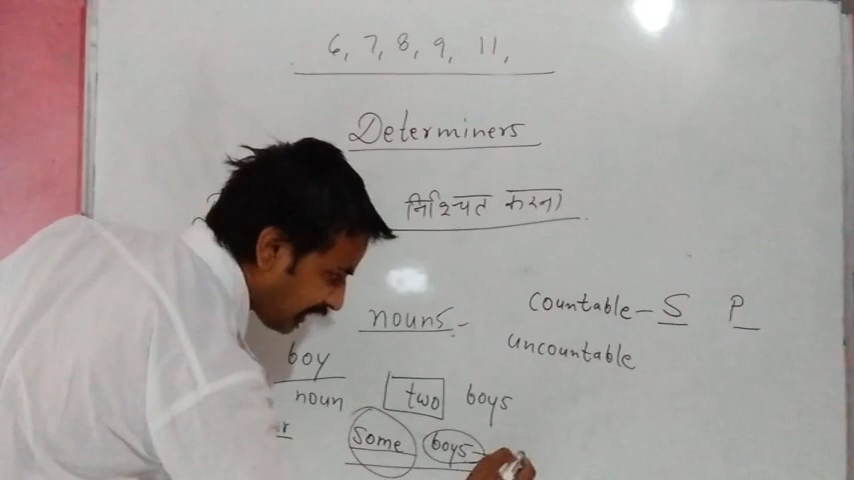 6, 7, 8, 9, 11,
Determiners
निश्चित करना
nouns - Countable - S P
uncountable
boy
noun two boys
r some boys